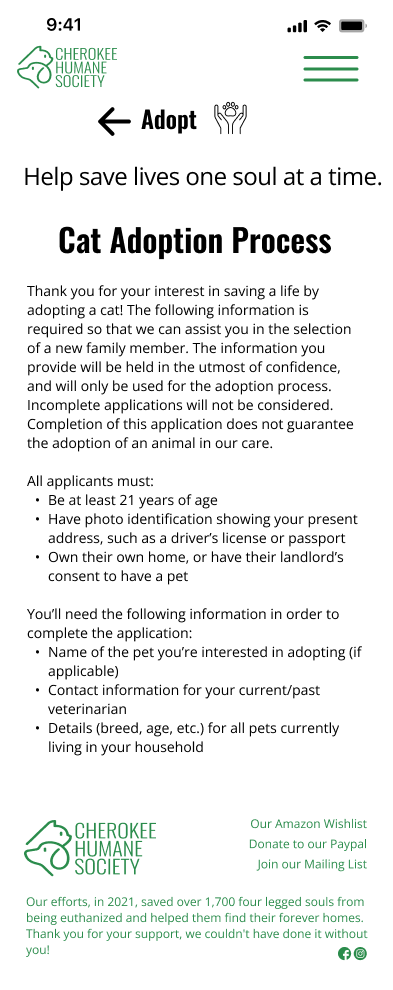 9:41
CHEROKEE
HUMANE
SOCIETY
Adopt
Help save lives one soul at a time.
Cat Adoption Process
Thank you for your interest in saving a life by
adopting a cat! The following information is
required so that we can assist you in the selection
of a new family member. The information you
provide will be held in the utmost of confidence,
and will only be used for the adoption process.
Incomplete applications will not be considered.
Completion of this application does not guarantee
the adoption of an animal in our care.
All applicants must:
• Be at least 21 years of age
• Have photo identification showing your present
address, such as a driver’s license or passport
• Own their own home, or have their landlord’s
consent to have a pet
You’ll need the following information in order to
complete the application:
• Name of the pet you’re interested in adopting (if
applicable)
• Contact information for your current/past
veterinarian
• Details (breed, age, etc.) for all pets currently
living in your household
CHEROKEE
HUMANE
SOCIETY
Our Amazon Wishlist
Donate to our Paypal
Join our Mailing List
Our efforts, in 2021, saved over 1,700 four legged souls from
being euthanized and helped them find their forever homes.
Thank you for your support, we couldn't have done it without
you!